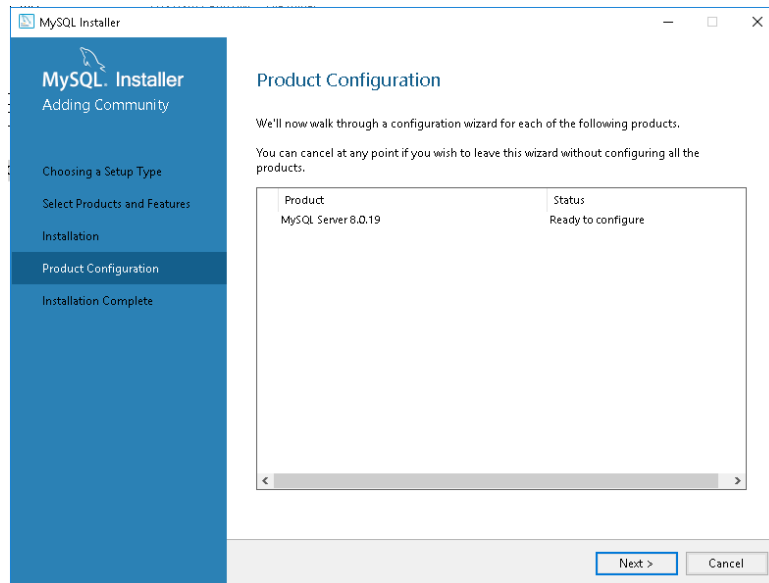 MySQL Installer
MySQL. Installer
Adding Community
Choosing a Setup Type
Select Products and Features
Installation
Product Configuration
Installation Complete
Product Configuration
We'll now walk through a configuration wizard for each of the following products.
You can cancel at any point if you wish to leave this wizard without configuring all the
products.
Product Status
MySQL Server 8.0.19 Ready to configure
Next > Cancel